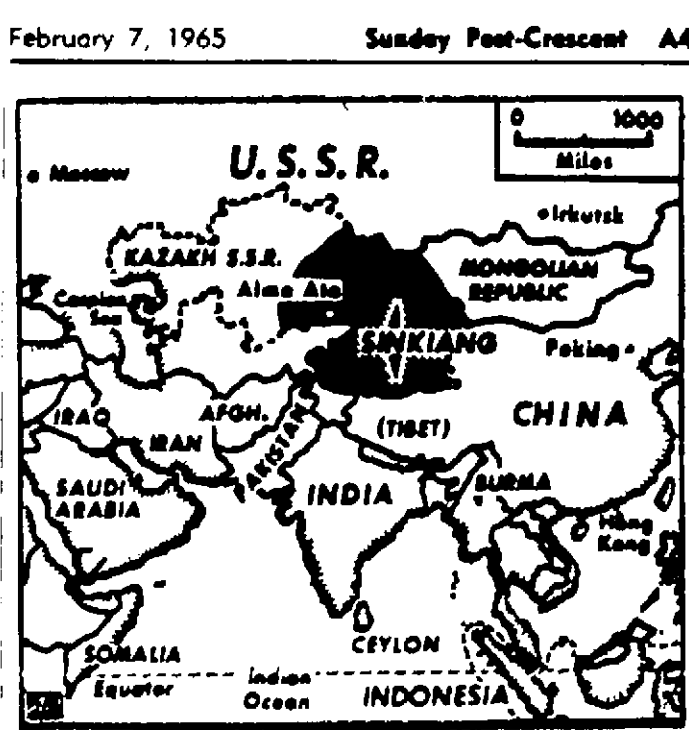 February 7, 1965 Sunday Post-Crescent A4
0 1000
Miles
Moscow
U. S. S. R.
Irkutsk
KAZAKH S.S.R.
MONGOLIAN
REPUBLIC
Caspian
Sea
Alma Ata
SINKIANG
Peking
IRAQ
IRAN
AFGH.
PAKISTAN
(TIBET)
CHINA
SAUDI
ARABIA
INDIA
BURMA
Hong
Kong
CEYLON
SOMALIA
Equator
Indian
Ocean
INDONESIA